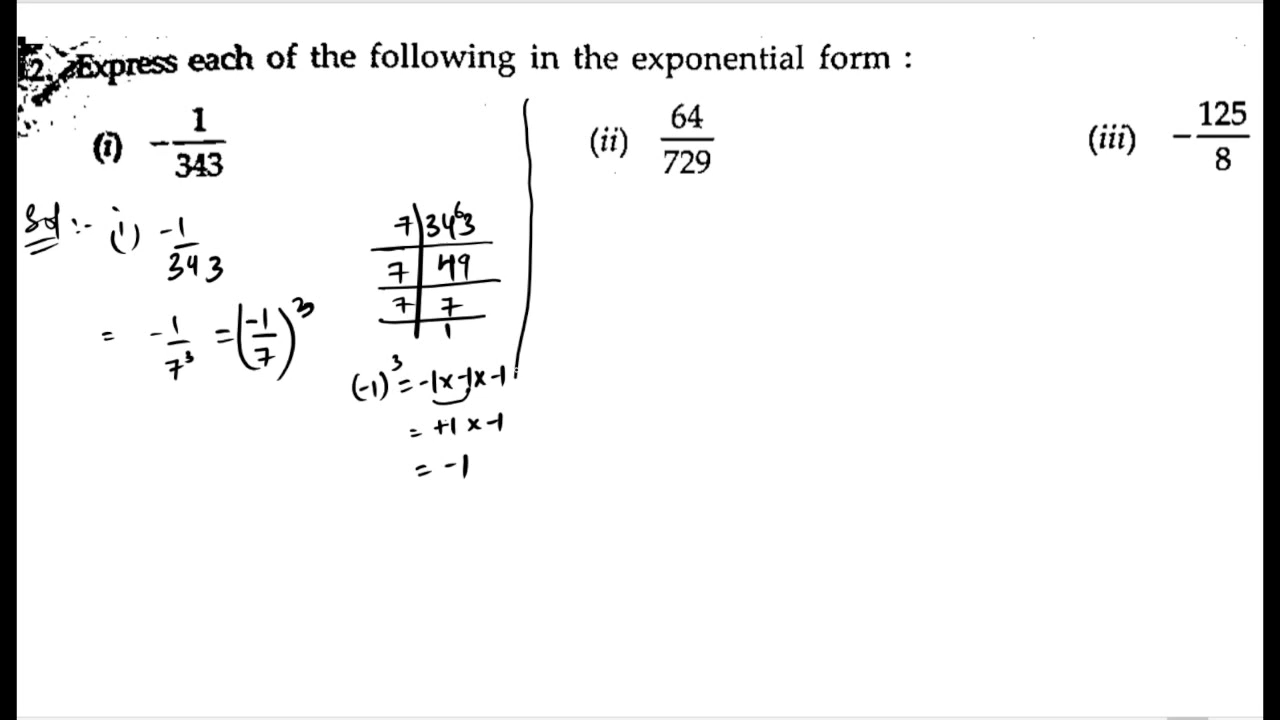 2. Express each of the following in the exponential form :
(i) -1/343 (ii) 64/729 (iii) -125/8
Sol :- (i) -1/343
= -1/7³ = (-1/7)³
7 | 34⁶3
7 | 49
7 | 7
1
(-1)³ = -1 x -1 x -1
= +1 x -1
= -1